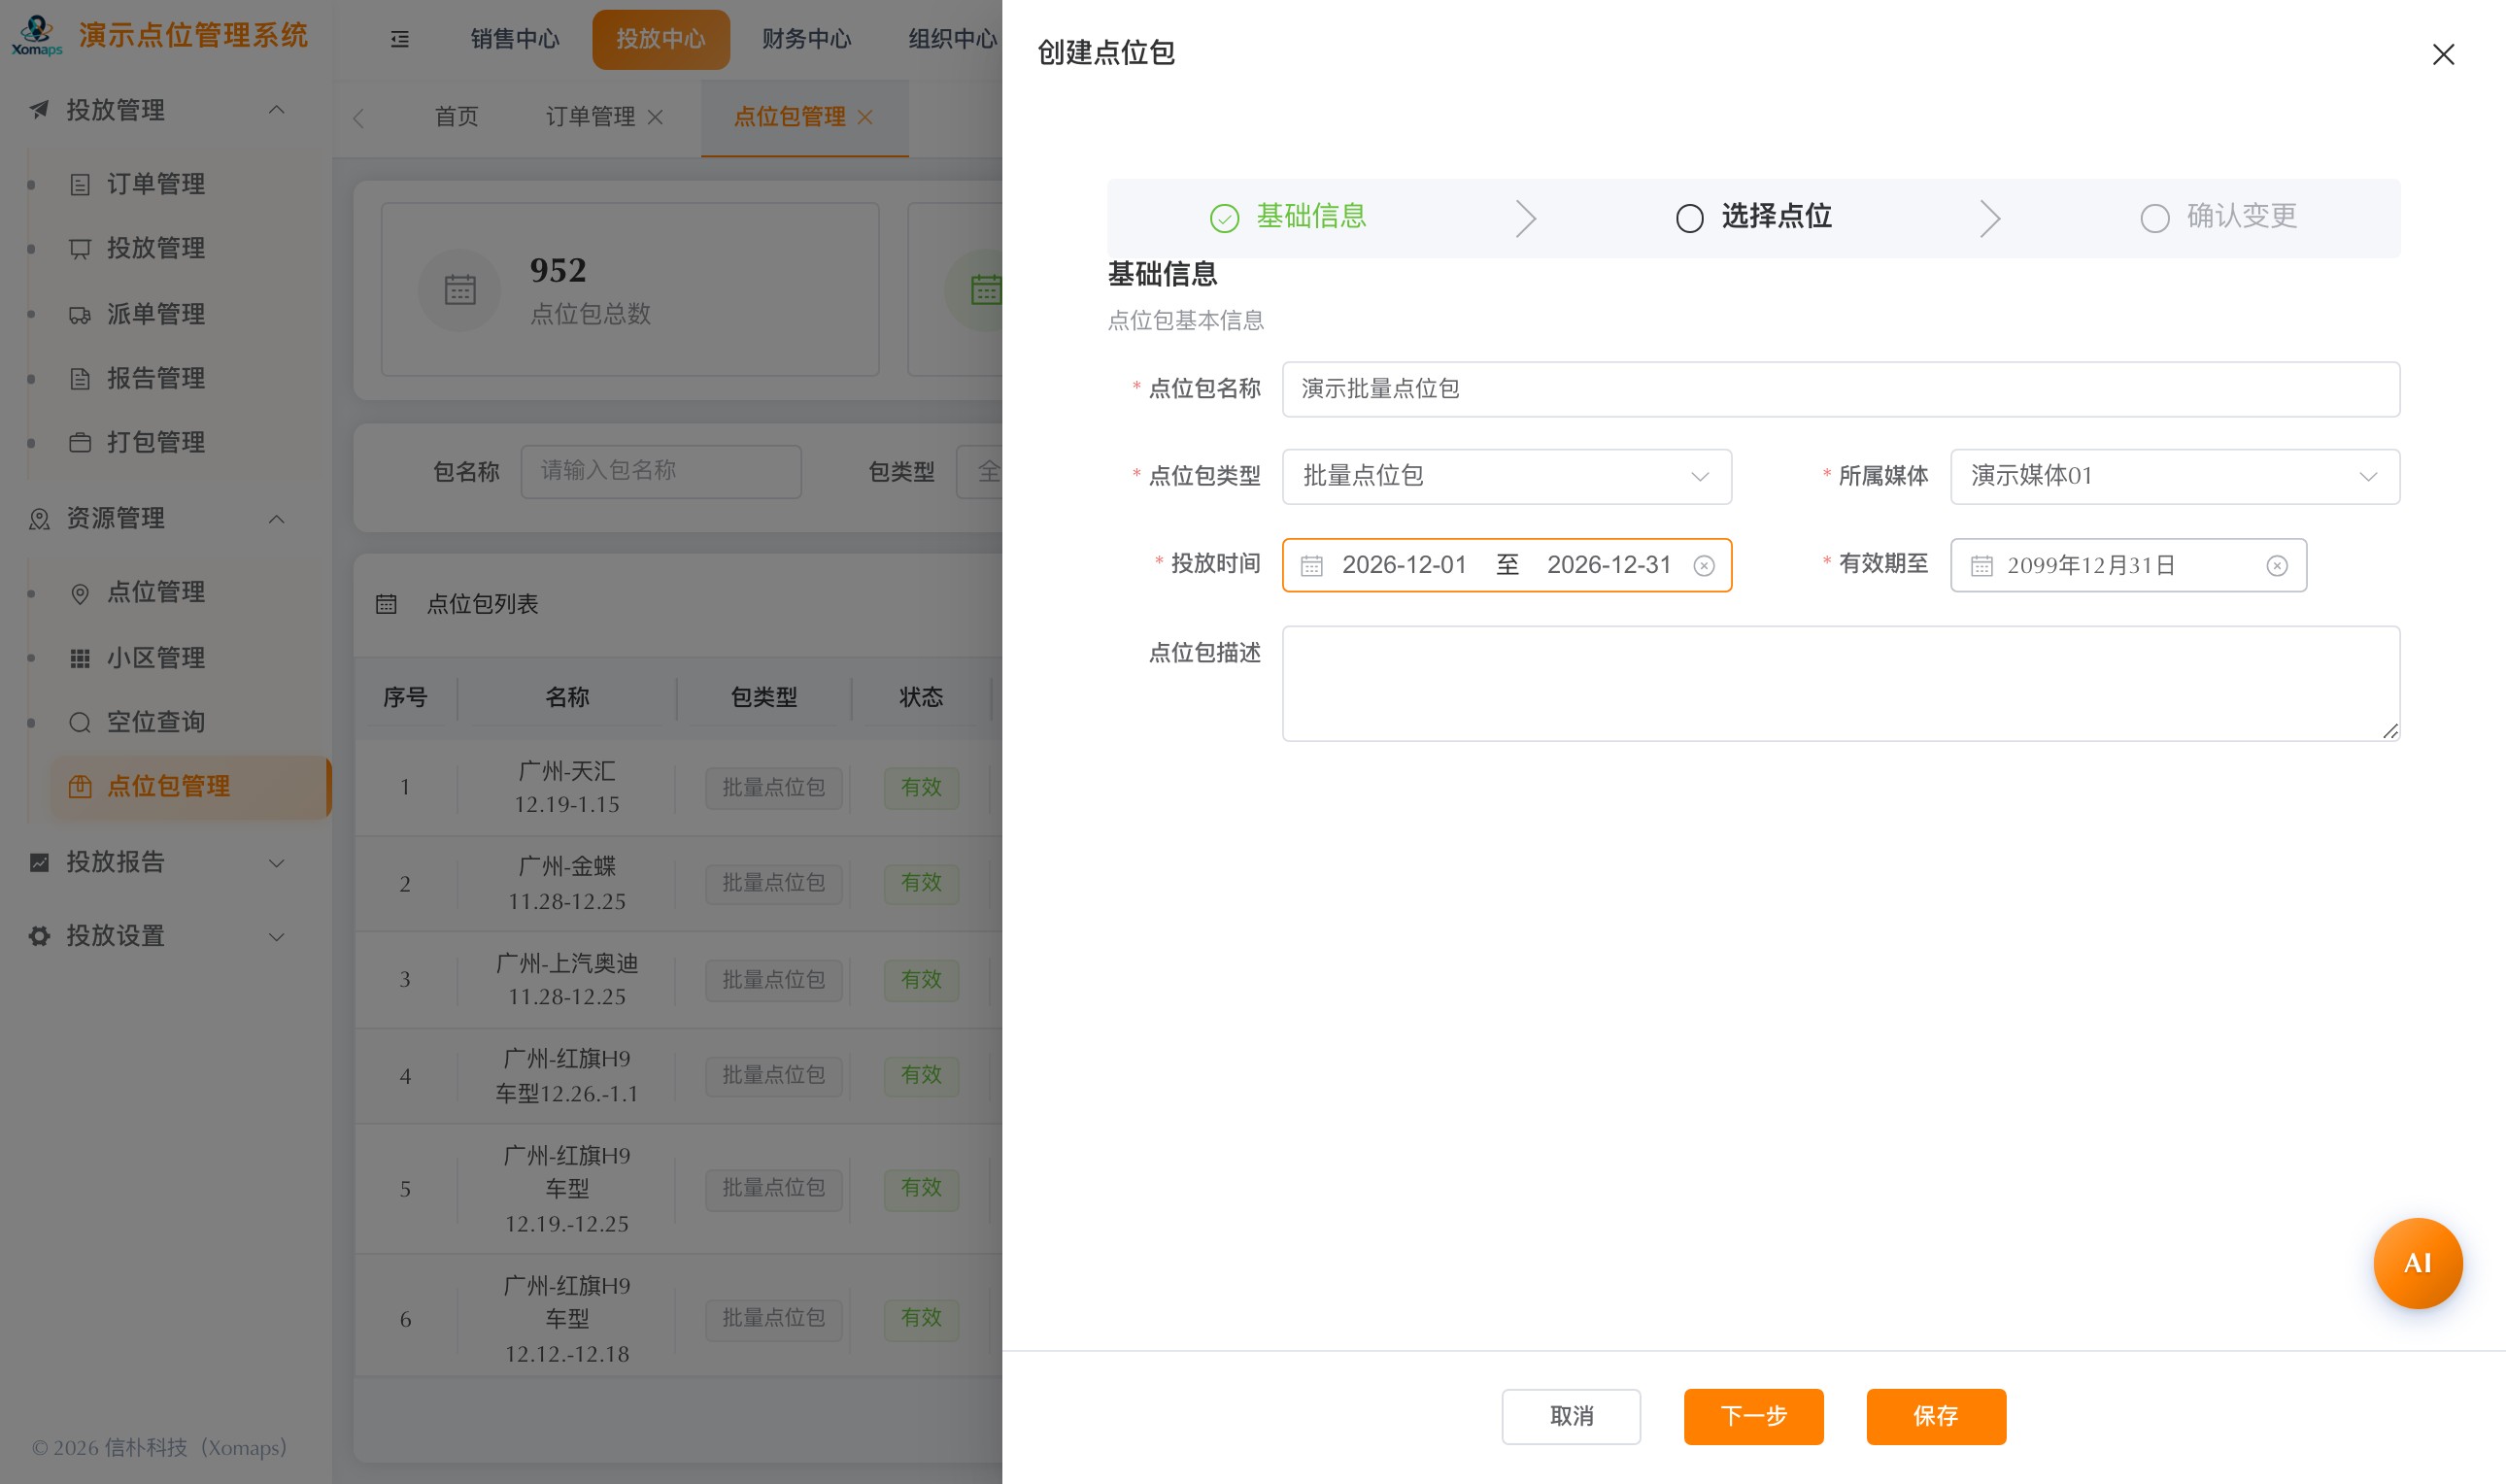 Xomaps
演示点位管理系统
销售中心
投放中心
财务中心
组织中心
投放管理
订单管理
投放管理
派单管理
报告管理
打包管理
资源管理
点位管理
小区管理
空位查询
点位包管理
投放报告
投放设置
© 2026 信朴科技（Xomaps）
首页
订单管理
点位包管理
952
点位包总数
包名称
请输入包名称
包类型
全
点位包列表
序号 名称 包类型 状态
1 广州-天汇 批量点位包 有效
12.19-1.15
2 广州-金蝶 批量点位包 有效
11.28-12.25
3 广州-上汽奥迪 批量点位包 有效
11.28-12.25
4 广州-红旗H9 批量点位包 有效
车型12.26.-1.1
5 广州-红旗H9 批量点位包 有效
车型
12.19.-12.25
6 广州-红旗H9 批量点位包 有效
车型
12.12.-12.18
创建点位包
基础信息
选择点位
确认变更
基础信息
点位包基本信息
* 点位包名称 演示批量点位包
* 点位包类型 批量点位包
* 所属媒体 演示媒体01
* 投放时间 2026-12-01 至 2026-12-31
* 有效期至 2099年12月31日
点位包描述
AI
取消
下一步
保存